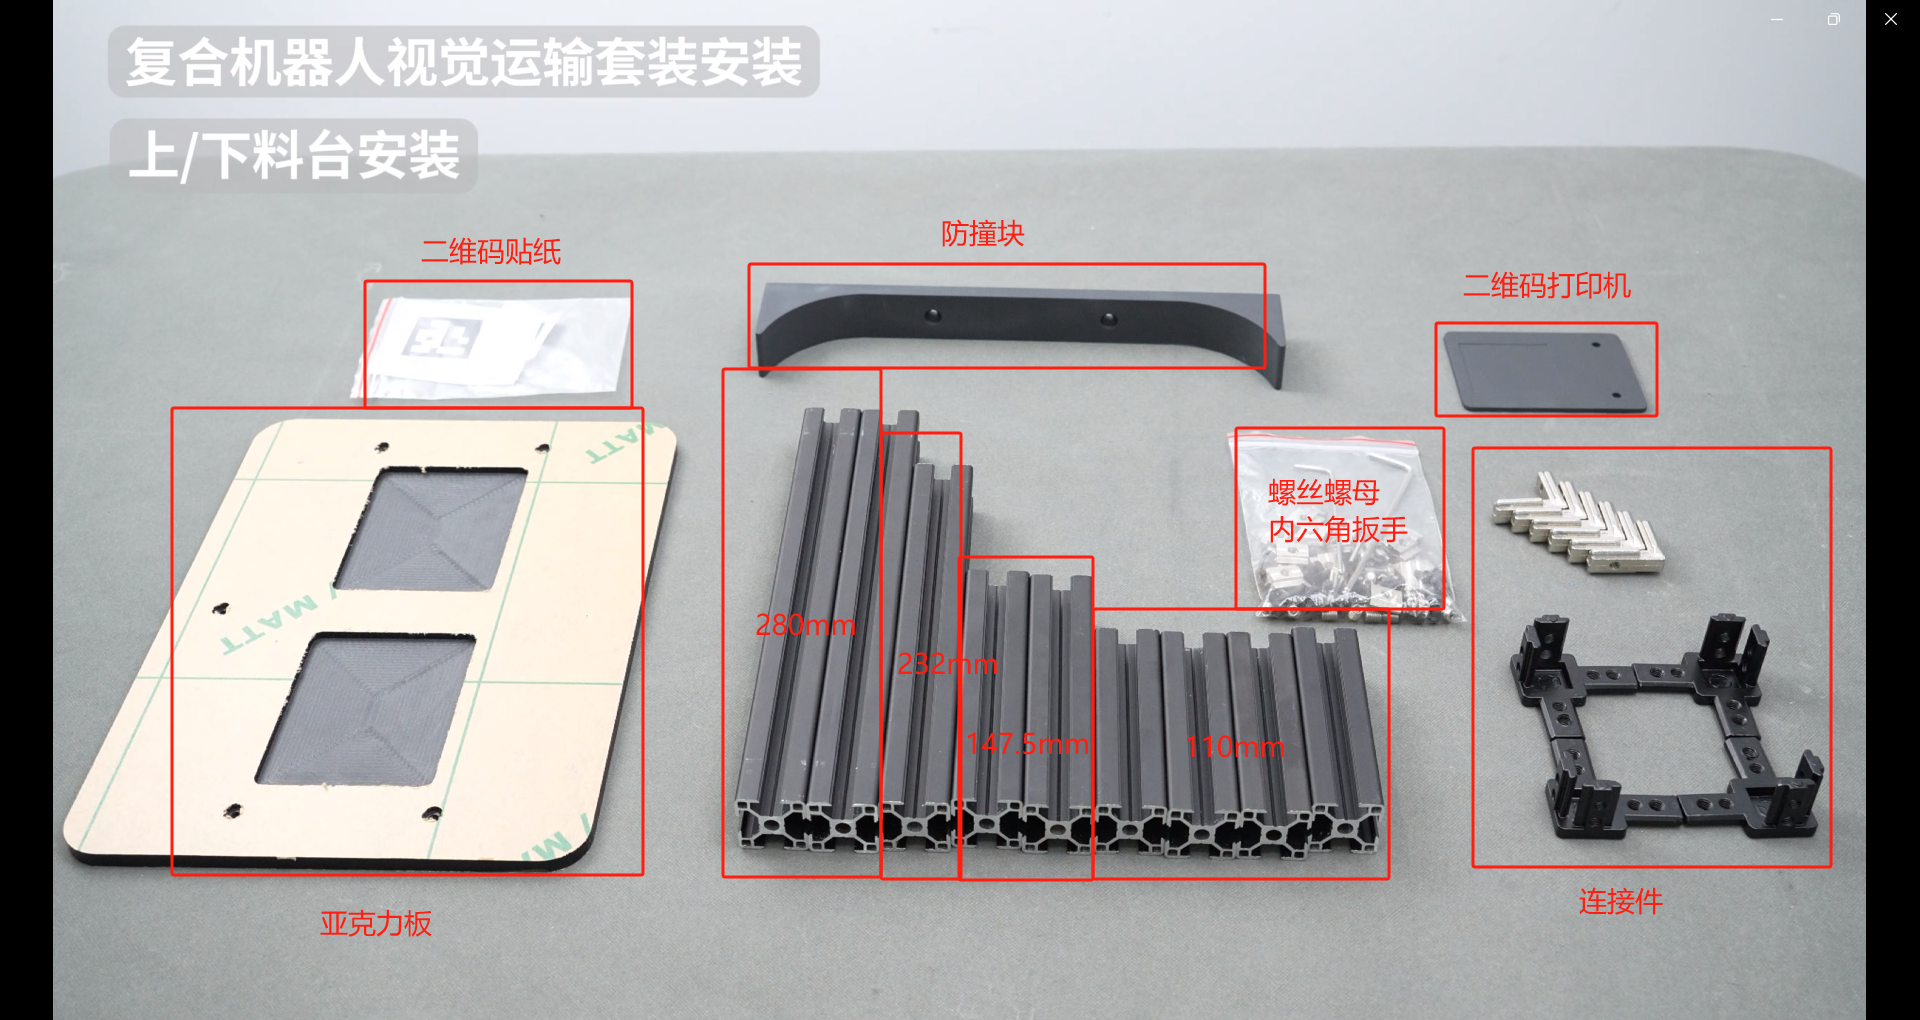 复合机器人视觉运输套装安装
上/下料台安装
防撞块
二维码贴纸
二维码打印机
MATT
螺丝螺母
内六角扳手
MATT
280mm
232mm
147.5mm
110mm
连接件
亚克力板